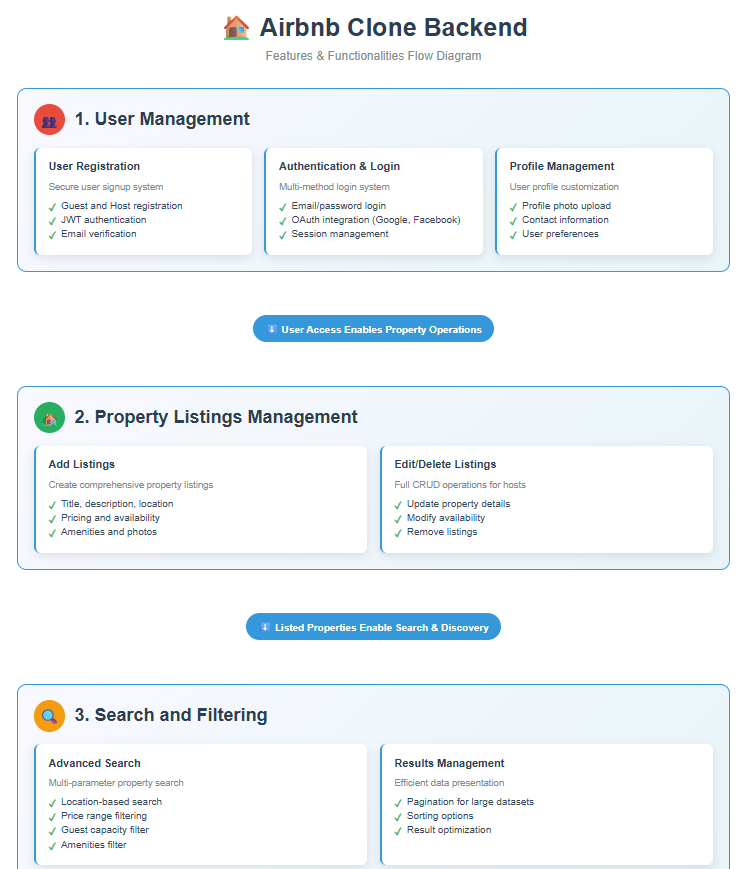 Airbnb Clone Backend
Features & Functionalities Flow Diagram
1. User Management
User Registration
Secure user signup system
✓ Guest and Host registration
✓ JWT authentication
✓ Email verification
Authentication & Login
Multi-method login system
✓ Email/password login
✓ OAuth integration (Google, Facebook)
✓ Session management
Profile Management
User profile customization
✓ Profile photo upload
✓ Contact information
✓ User preferences
⬇️ User Access Enables Property Operations
2. Property Listings Management
Add Listings
Create comprehensive property listings
✓ Title, description, location
✓ Pricing and availability
✓ Amenities and photos
Edit/Delete Listings
Full CRUD operations for hosts
✓ Update property details
✓ Modify availability
✓ Remove listings
⬇️ Listed Properties Enable Search & Discovery
3. Search and Filtering
Advanced Search
Multi-parameter property search
✓ Location-based search
✓ Price range filtering
✓ Guest capacity filter
✓ Amenities filter
Results Management
Efficient data presentation
✓ Pagination for large datasets
✓ Sorting options
✓ Result optimization